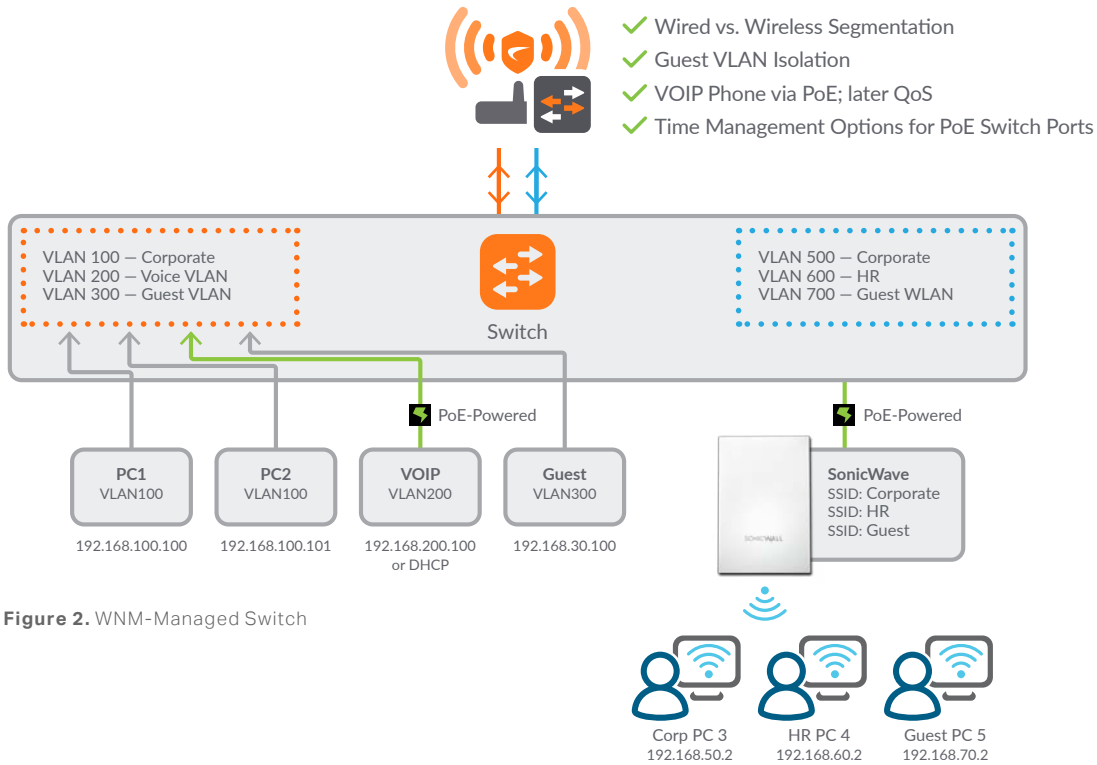 Wired vs. Wireless Segmentation
Guest VLAN Isolation
VOIP Phone via PoE; later QoS
Time Management Options for PoE Switch Ports
VLAN 100 — Corporate
VLAN 200 — Voice VLAN
VLAN 300 — Guest VLAN
Switch
VLAN 500 — Corporate
VLAN 600 — HR
VLAN 700 — Guest WLAN
PoE-Powered
PoE-Powered
PC1
VLAN100
192.168.100.100
PC2
VLAN100
192.168.100.101
VOIP
VLAN200
192.168.200.100
or DHCP
Guest
VLAN300
192.168.30.100
SONICWALL
SonicWave
SSID: Corporate
SSID: HR
SSID: Guest
Figure 2. WNM-Managed Switch
Corp PC 3
192.168.50.2
HR PC 4
192.168.60.2
Guest PC 5
192.168.70.2